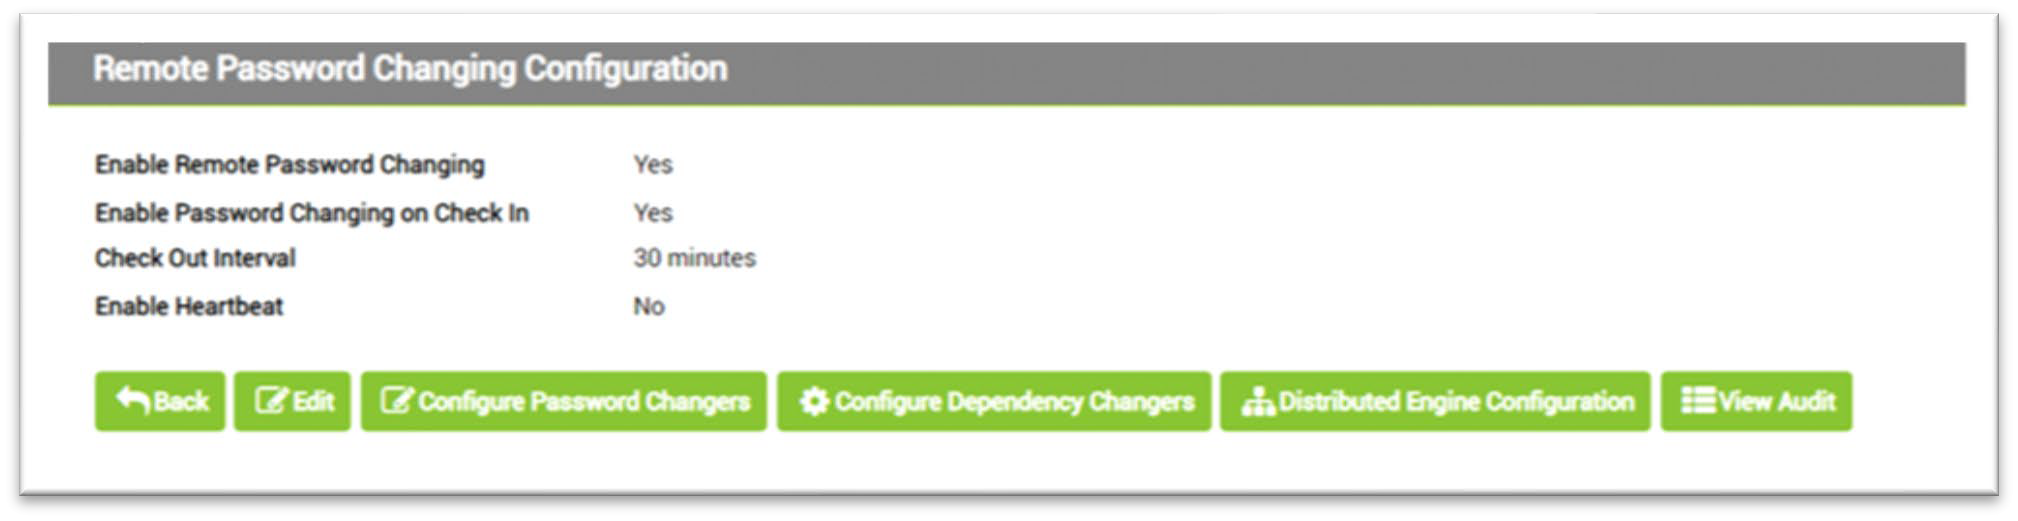 Remote Password Changing Configuration
Enable Remote Password Changing Yes
Enable Password Changing on Check In Yes
Check Out Interval 30 minutes
Enable Heartbeat No
Back Edit Configure Password Changers Configure Dependency Changers Distributed Engine Configuration View Audit